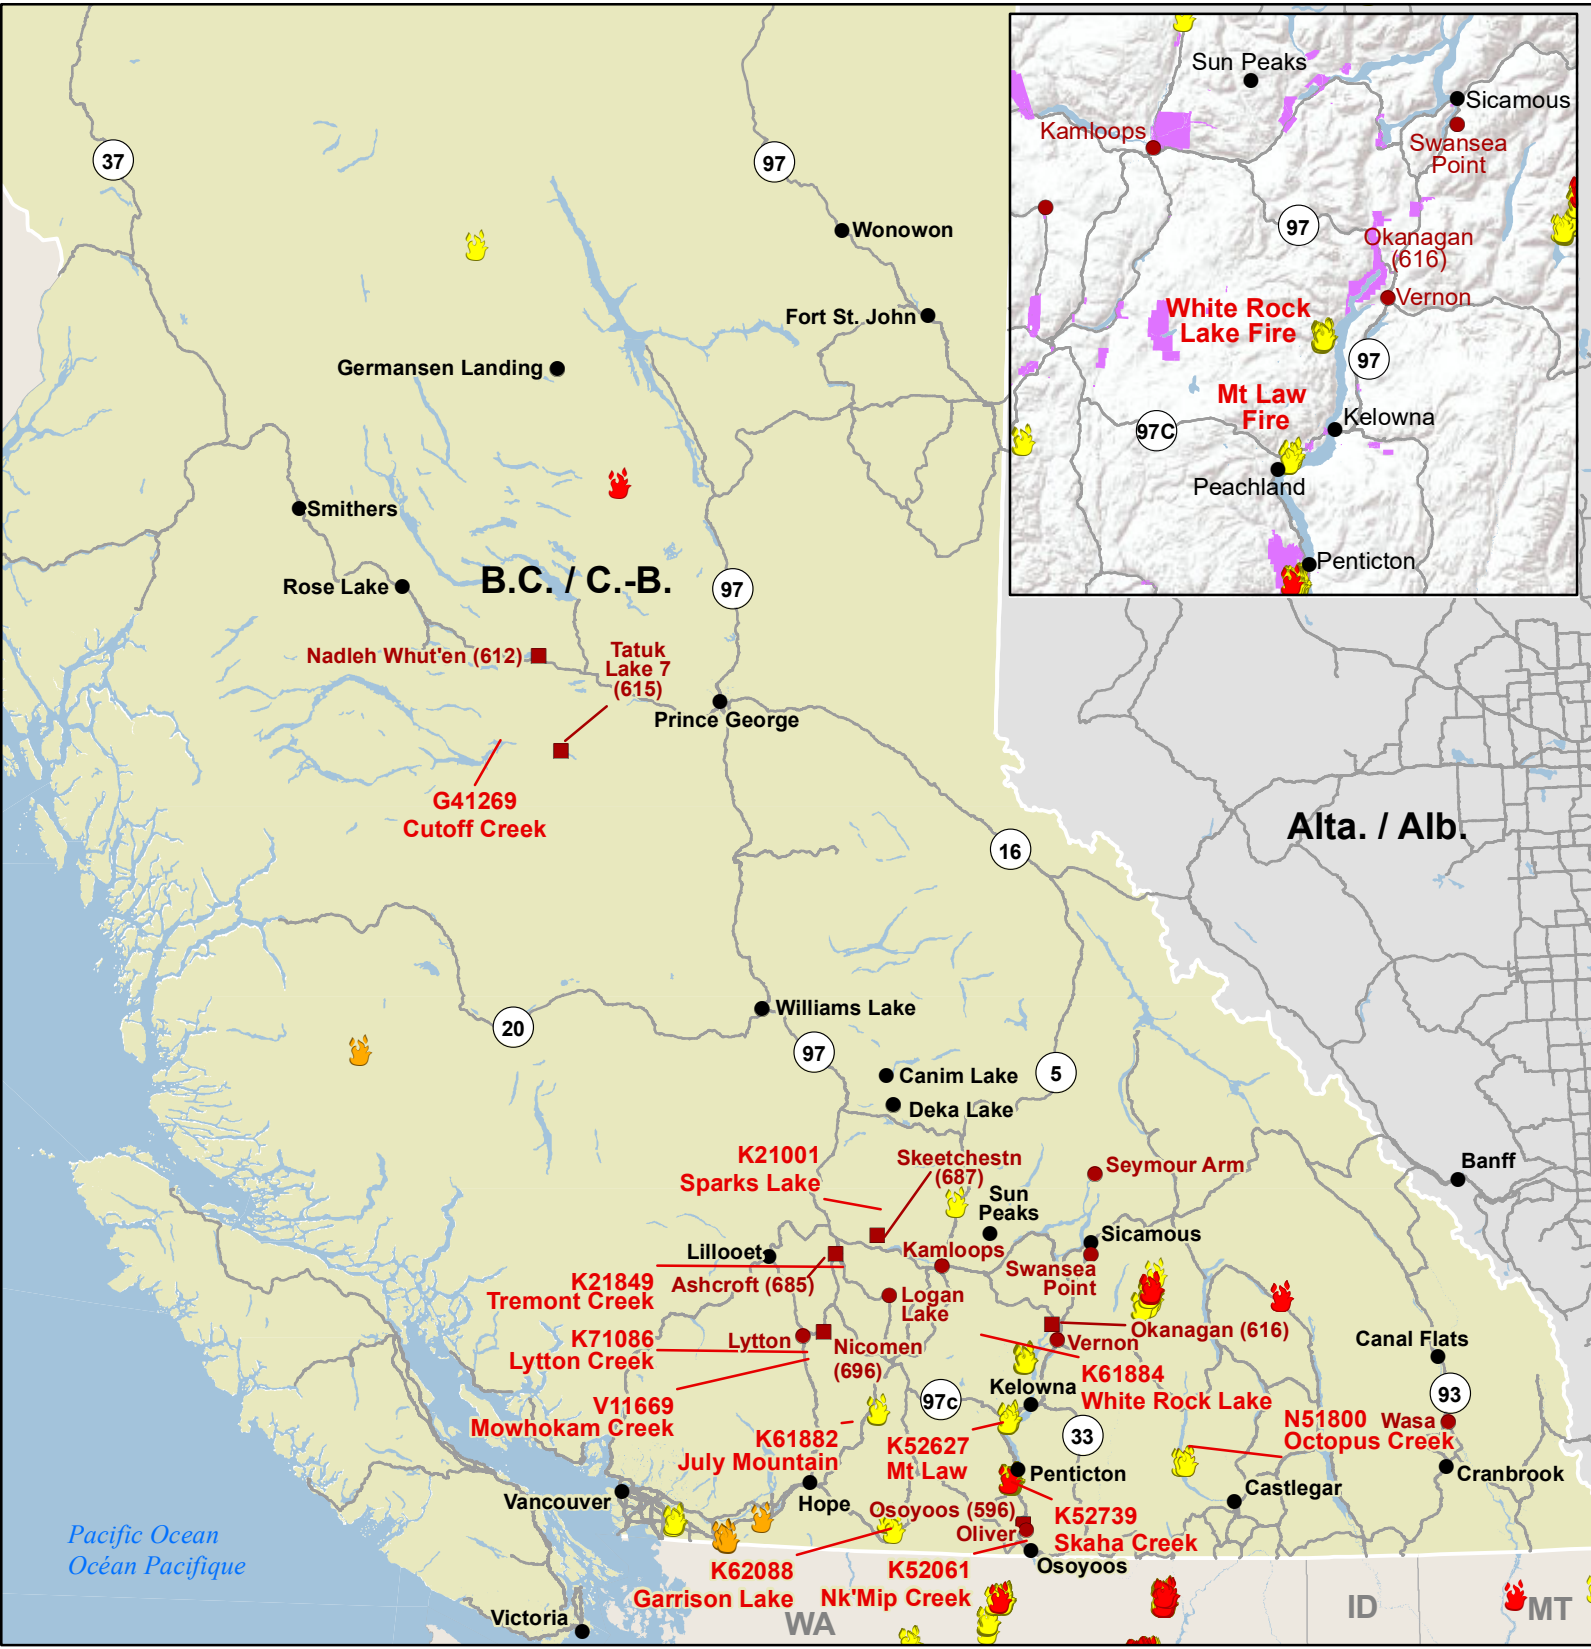 Sun Peaks
Sicamous
Kamloops
Swansea
Point
97
Okanagan
(616)
Vernon
White Rock
Lake Fire
97
Mt Law
Fire
Kelowna
97C
Peachland
Penticton
37
97
Wonowon
Fort St. John
Germansen Landing
Smithers
Rose Lake
B.C. / C.-B.
97
Nadleh Whut'en (612)
Tatuk
Lake 7
(615)
Prince George
G41269
Cutoff Creek
Alta. / Alb.
16
Williams Lake
20
97
Canim Lake
5
Deka Lake
K21001
Sparks Lake
Skeetchestn
(687)
Sun
Peaks
Seymour Arm
Banff
Sicamous
Lillooet
Kamloops
Swansea
Point
K21849
Tremont Creek
Ashcroft (685)
Logan
Lake
K71086
Lytton Creek
Lytton
Nicomen
(696)
Vernon
Okanagan (616)
Canal Flats
K61884
White Rock Lake
Kelowna
97c
93
V11669
Mowhokam Creek
N51800
Octopus Creek
Wasa
K61882
July Mountain
K52627
Mt Law
33
Penticton
Cranbrook
Castlegar
Vancouver
Hope
Osoyoos (596)
Oliver
K52739
Skaha Creek
Pacific Ocean
Océan Pacifique
K62088
Garrison Lake
K52061
Nk'Mip Creek
Osoyoos
Victoria
WA
ID
MT